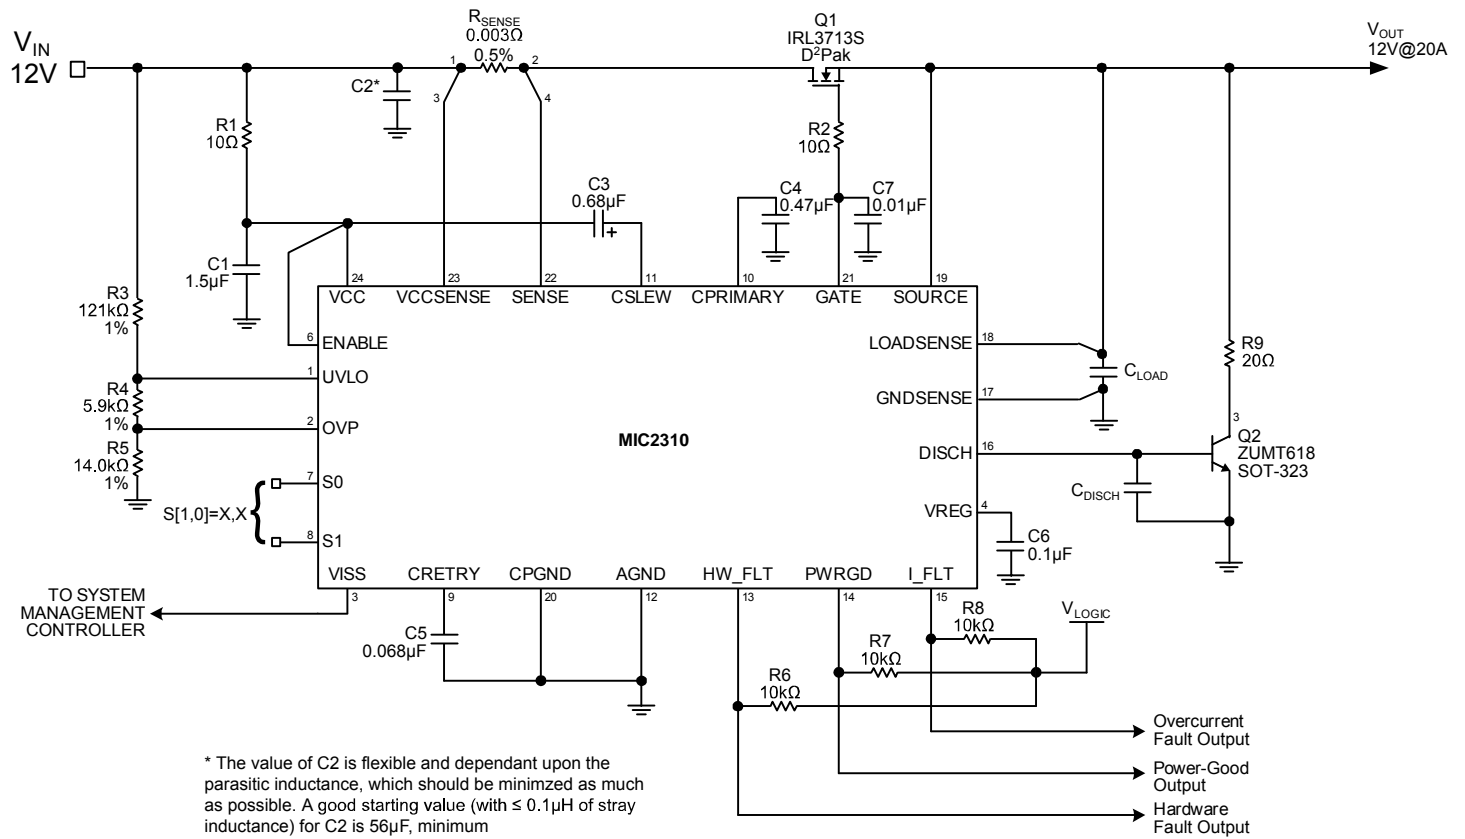 V_IN
12V
R_SENSE
0.003Ω
0.5%
1
2
3
4
Q1
IRL3713S
D²Pak
V_OUT
12V@20A
C2*
R1
10Ω
R2
10Ω
C3
0.68µF
+
C4
0.47µF
C7
0.01µF
C1
1.5µF
R3
121kΩ
1%
R4
5.9kΩ
1%
R5
14.0kΩ
1%
24
23
22
11
10
21
19
VCC
VCCSENSE
SENSE
CSLEW
CPRIMARY
GATE
SOURCE
6
ENABLE
1
UVLO
2
OVP
7
S0
8
S1
S[1,0]=X,X
MIC2310
LOADSENSE
18
GNDSENSE
17
DISCH
16
VREG
4
C_LOAD
R9
20Ω
3
Q2
ZUMT618
SOT-323
C_DISCH
C6
0.1µF
VISS
CRETRY
CPGND
AGND
HW_FLT
PWRGD
I_FLT
3
9
20
12
13
14
15
TO SYSTEM
MANAGEMENT
CONTROLLER
C5
0.068µF
R8
10kΩ
V_LOGIC
R7
10kΩ
R6
10kΩ
Overcurrent
Fault Output
Power-Good
Output
Hardware
Fault Output
* The value of C2 is flexible and dependant upon the
parasitic inductance, which should be minimzed as much
as possible. A good starting value (with ≤ 0.1µH of stray
inductance) for C2 is 56µF, minimum